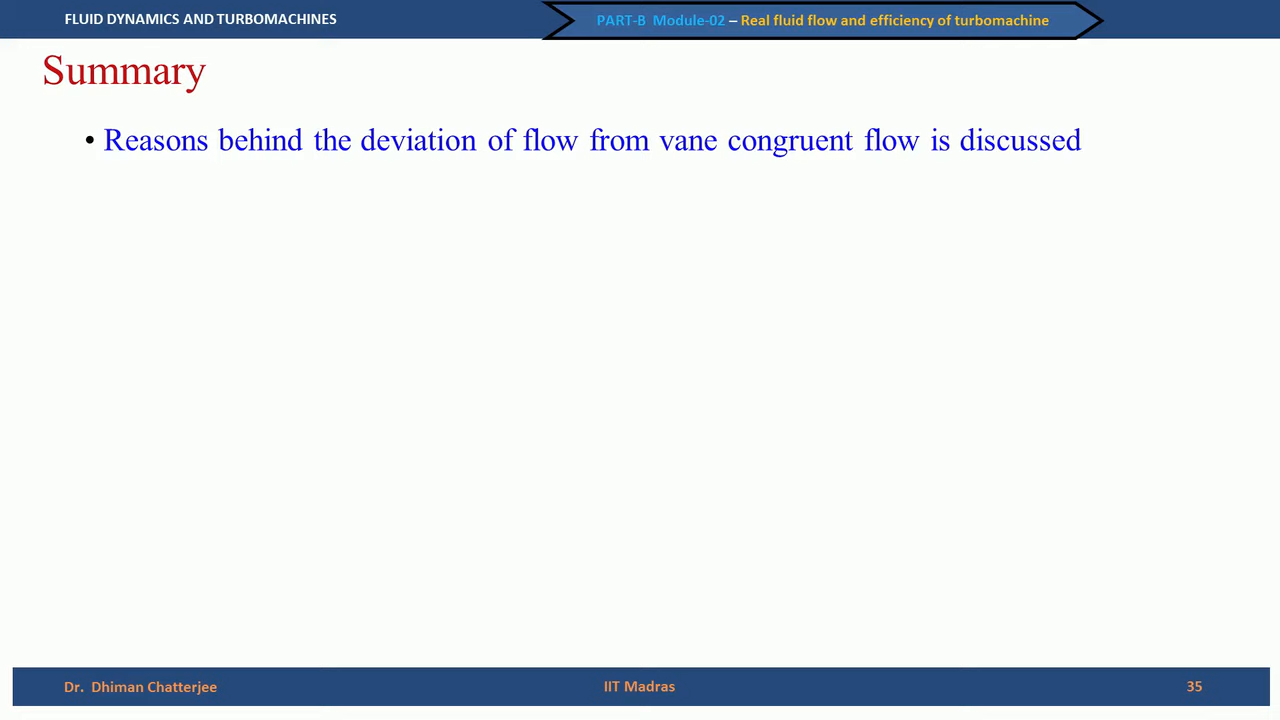 FLUID DYNAMICS AND TURBOMACHINES
PART-B Module-02 – Real fluid flow and efficiency of turbomachine
Summary
• Reasons behind the deviation of flow from vane congruent flow is discussed
Dr. Dhiman Chatterjee
IIT Madras
35